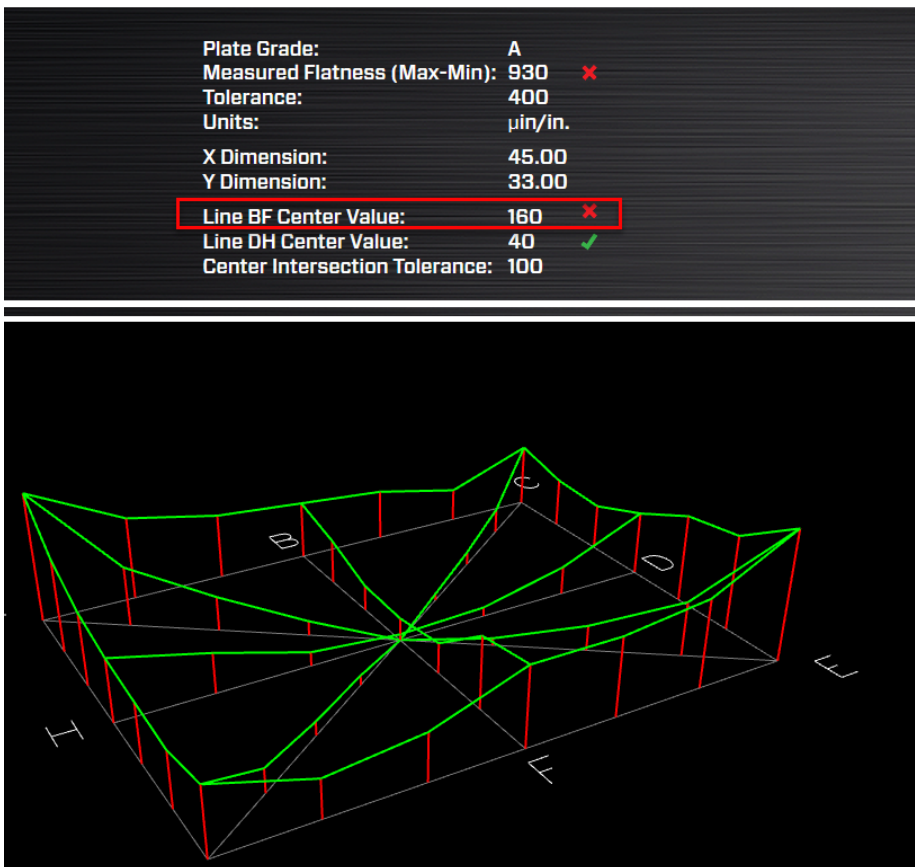 Plate Grade: A
Measured Flatness (Max-Min): 930 ✖
Tolerance: 400
Units: µin/in.
X Dimension: 45.00
Y Dimension: 33.00
Line BF Center Value: 160 ✖
Line DH Center Value: 40 ✔
Center Intersection Tolerance: 100
C
B
D
E
H
F